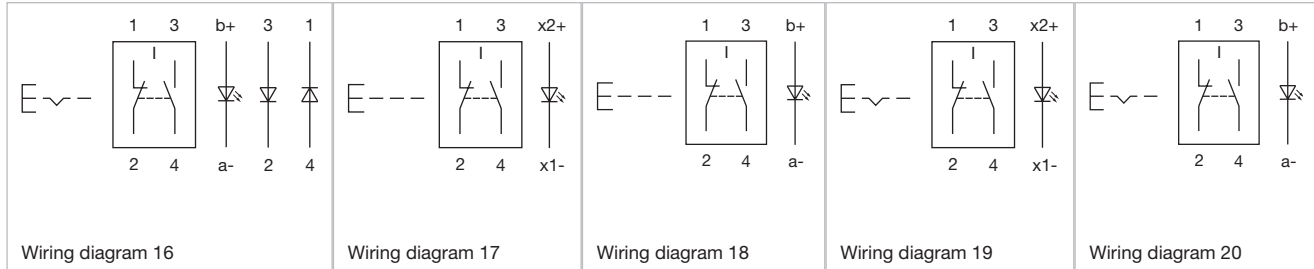 1 3 b+ 3 1
I
2 4 a- 2 4
Wiring diagram 16
1 3 x2+
I
2 4 x1-
Wiring diagram 17
1 3 b+
I
2 4 a-
Wiring diagram 18
1 3 x2+
I
2 4 x1-
Wiring diagram 19
1 3 b+
I
2 4 a-
Wiring diagram 20